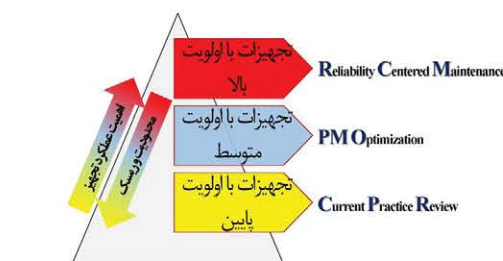 تجهیزات با اولویت
بالا
Reliability Centered Maintenance
تجهیزات با اولویت
متوسط
PM Optimization
تجهیزات با اولویت
پایین
Current Practice Review
اهمیت عملکرد تجهیز
محدودیت و ریسک